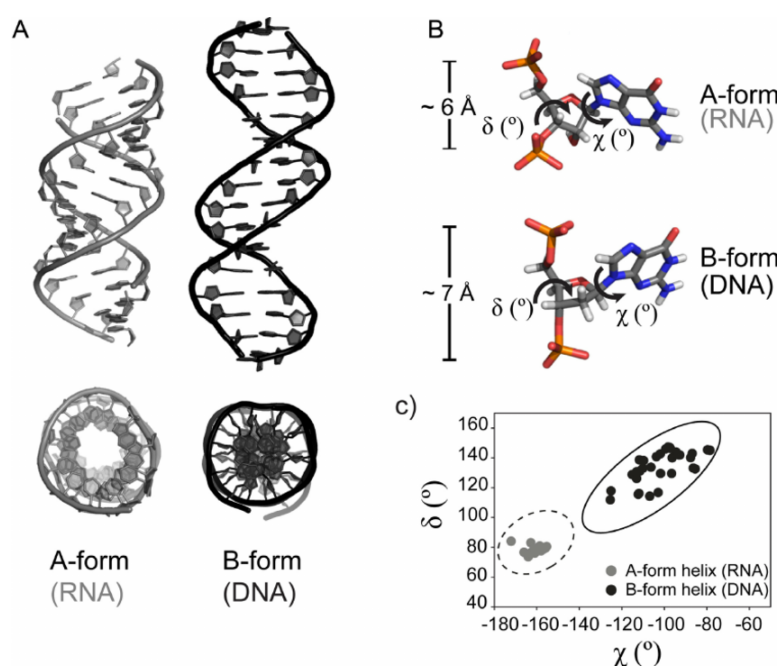 A
A-form
(RNA)
B-form
(DNA)
B
~ 6 Å
δ (º)
χ (º)
A-form
(RNA)
~ 7 Å
δ (º)
χ (º)
B-form
(DNA)
c)
δ (º)
160
140
120
100
80
60
40
A-form helix (RNA)
B-form helix (DNA)
-180 -160 -140 -120 -100 -80 -60
χ (º)